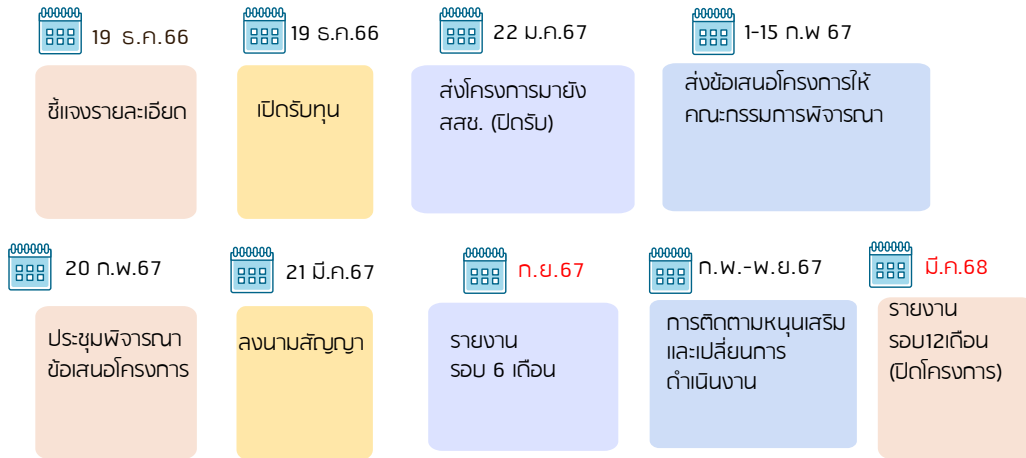 19 ธ.ค.66
19 ธ.ค.66
22 ม.ค.67
1-15 ก.พ 67
ชี้แจงรายละเอียด
เปิดรับทุน
ส่งโครงการมายัง
สสช. (ปิดรับ)
ส่งข้อเสนอโครงการให้
คณะกรรมการพิจารณา
20 ก.พ.67
21 มี.ค.67
ก.ย.67
ก.พ.-พ.ย.67
มี.ค.68
ประชุมพิจารณา
ข้อเสนอโครงการ
ลงนามสัญญา
รายงาน
รอบ 6 เดือน
การติดตามหนุนเสริม
และเปลี่ยนการ
ดำเนินงาน
รายงาน
รอบ12เดือน
(ปิดโครงการ)